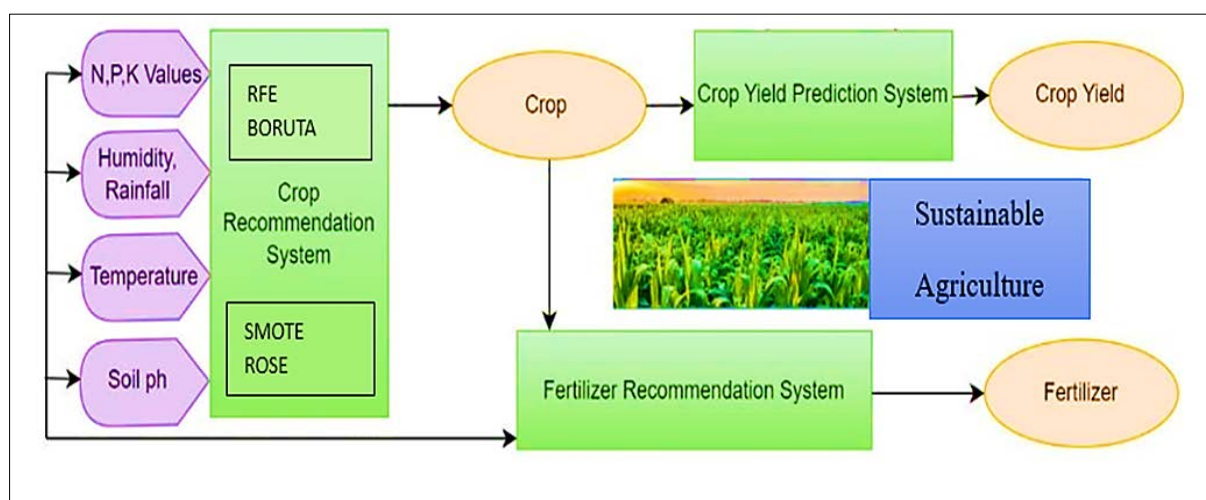 N,P,K Values
Humidity,
Rainfall
Temperature
Soil ph
RFE
BORUTA
Crop
Recommendation
System
SMOTE
ROSE
Crop
Crop Yield Prediction System
Crop Yield
Sustainable
Agriculture
Fertilizer Recommendation System
Fertilizer